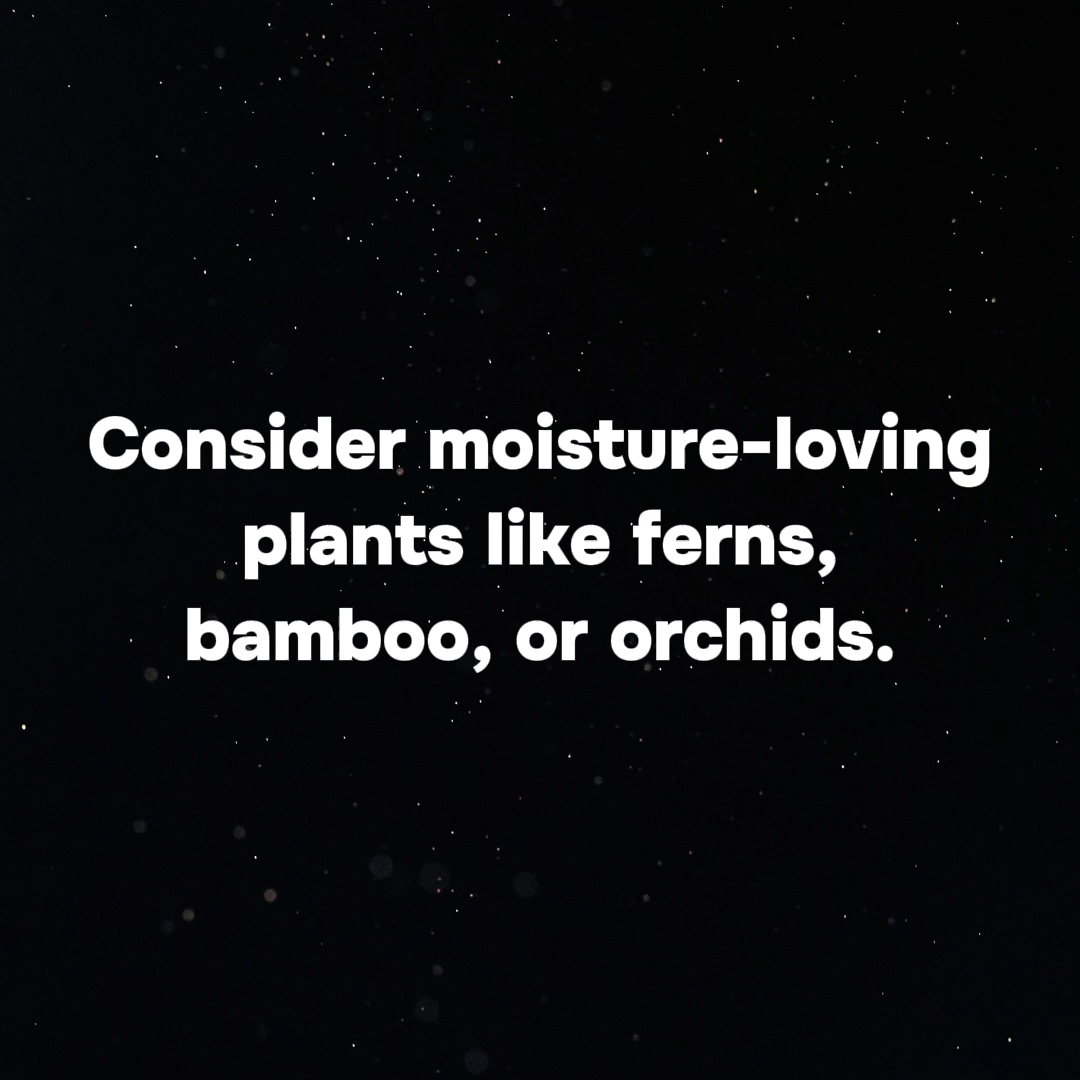 Consider moisture-loving
plants like ferns,
bamboo, or orchids.